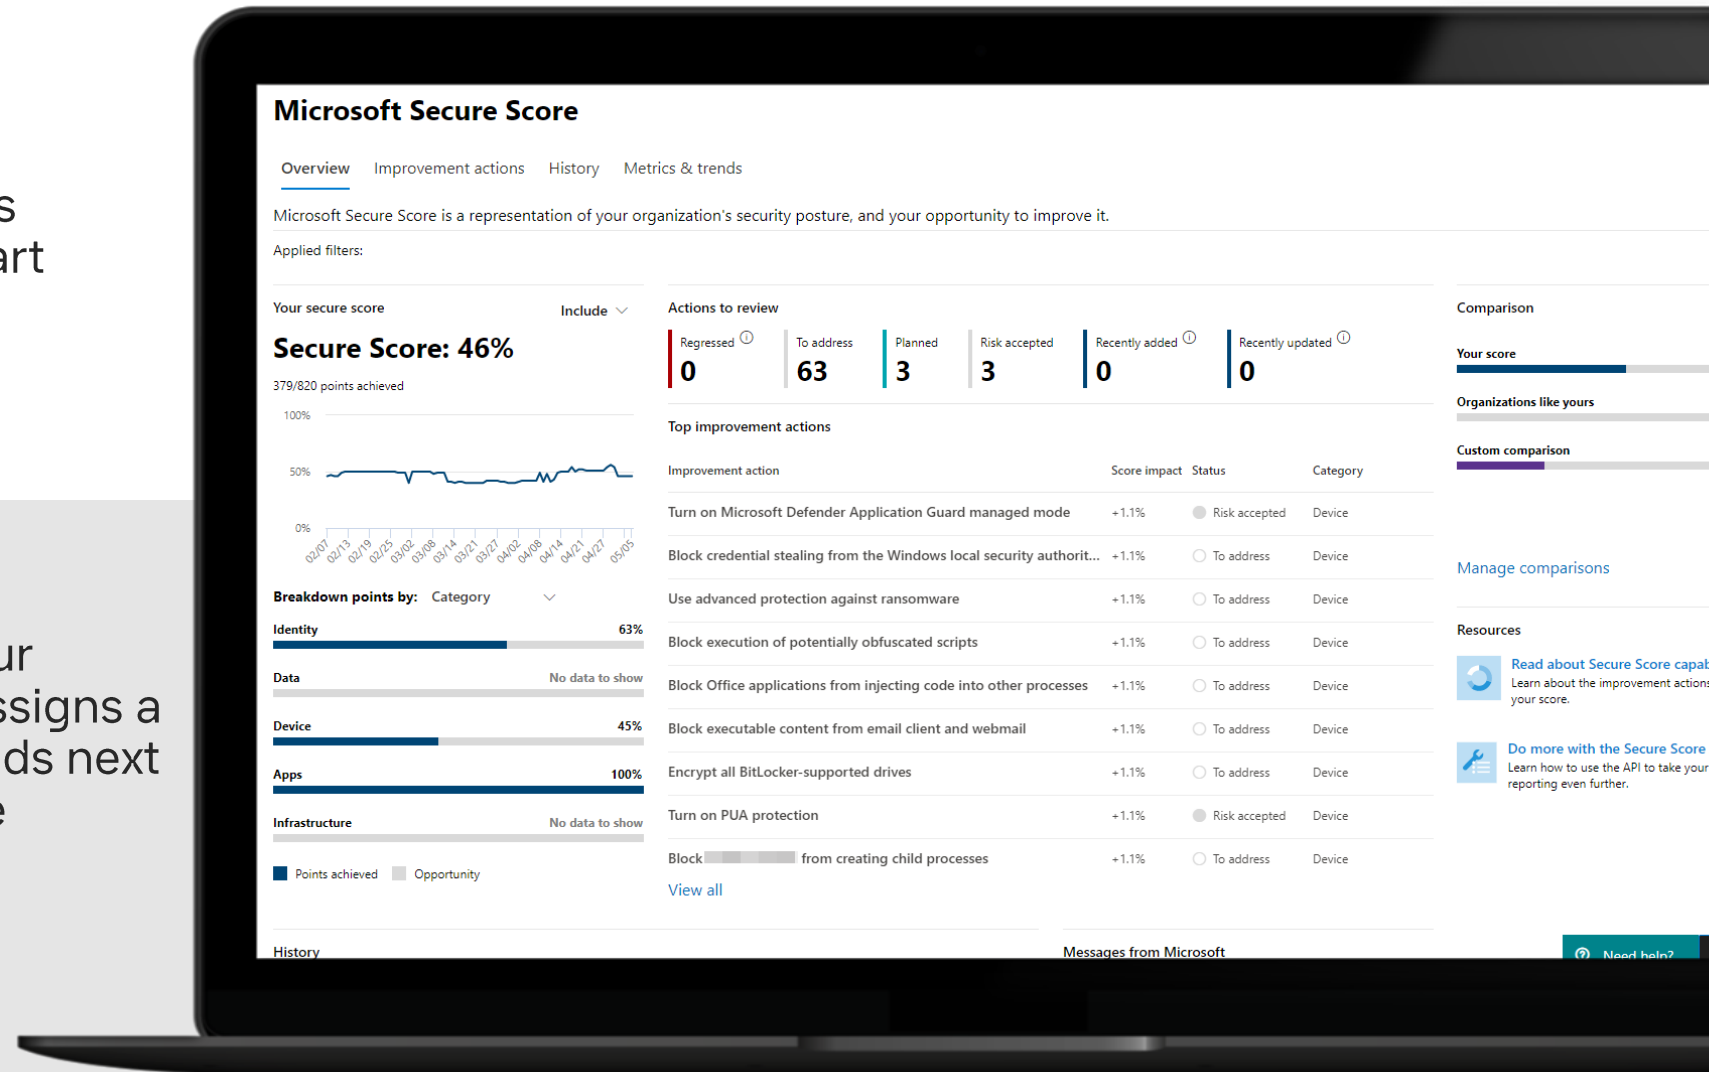 s
art
ur
ssigns a
ds next
e
Microsoft Secure Score
Overview Improvement actions History Metrics & trends
Microsoft Secure Score is a representation of your organization's security posture, and your opportunity to improve it.
Applied filters:
Your secure score Include
Secure Score: 46%
379/820 points achieved
100%
50%
0%
02/07 02/13 02/19 02/25 03/02 03/08 03/14 03/21 03/27 04/02 04/08 04/14 04/21 04/27 05/05
Breakdown points by: Category
Identity 63%
Data No data to show
Device 45%
Apps 100%
Infrastructure No data to show
Points achieved Opportunity
Actions to review
Regressed To address Planned Risk accepted Recently added Recently updated
0 63 3 3 0 0
Top improvement actions
Improvement action Score impact Status Category
Turn on Microsoft Defender Application Guard managed mode +1.1% Risk accepted Device
Block credential stealing from the Windows local security authorit... +1.1% To address Device
Use advanced protection against ransomware +1.1% To address Device
Block execution of potentially obfuscated scripts +1.1% To address Device
Block Office applications from injecting code into other processes +1.1% To address Device
Block executable content from email client and webmail +1.1% To address Device
Encrypt all BitLocker-supported drives +1.1% To address Device
Turn on PUA protection +1.1% Risk accepted Device
Block from creating child processes +1.1% To address Device
View all
Comparison
Your score
Organizations like yours
Custom comparison
Manage comparisons
Resources
Read about Secure Score capab
Learn about the improvement actions
your score.
Do more with the Secure Score
Learn how to use the API to take your
reporting even further.
History
Messages from Microsoft
Need help?